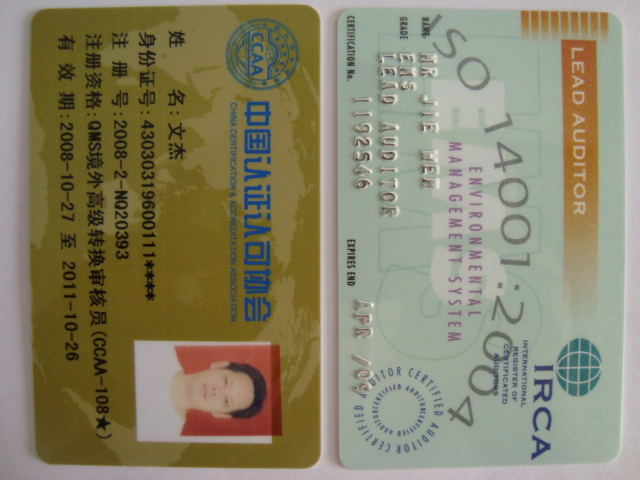 CCAA
中国认证认可协会
CHINA CERTIFICATION & ACCREDITATION ASSOCIATION
姓 名:文杰
身份证号:43030319600111****
注 册 号:2008-2-NO20393
注册资格:QMS境外高级转换审核员(CCAA-108★)
有 效 期:2008-10-27 至 2011-10-26
LEAD AUDITOR
IRCA
INTERNATIONAL
REGISTER OF
CERTIFICATED
AUDITORS
EMS
ENVIRONMENTAL
MANAGEMENT SYSTEM
ISO 14001:2004
NAME MR JIE WEN
GRADE EMS
LEAD AUDITOR
CERTIFICATION No. 1192546
EXPIRES END APR /09
AUDITOR CERTIFIED AUDITOR CERTIFIED